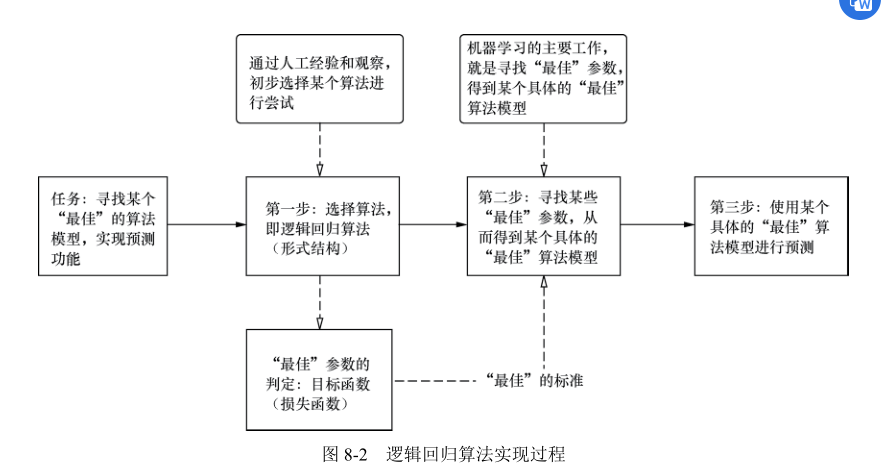 通过人工经验和观察，
初步选择某个算法进
行尝试
机器学习的主要工作，
就是寻找“最佳”参数，
得到某个具体的“最佳”
算法模型
任务：寻找某个
“最佳”的算法
模型，实现预测
功能
第一步：选择算法，
即逻辑回归算法
（形式结构）
第二步：寻找某些
“最佳”参数，从
而得到某个具体的
“最佳”算法模型
第三步：使用某个
具体的“最佳”算
法模型进行预测
“最佳”参数的
判定：目标函数
（损失函数）
“最佳”的标准
图 8-2 逻辑回归算法实现过程
W